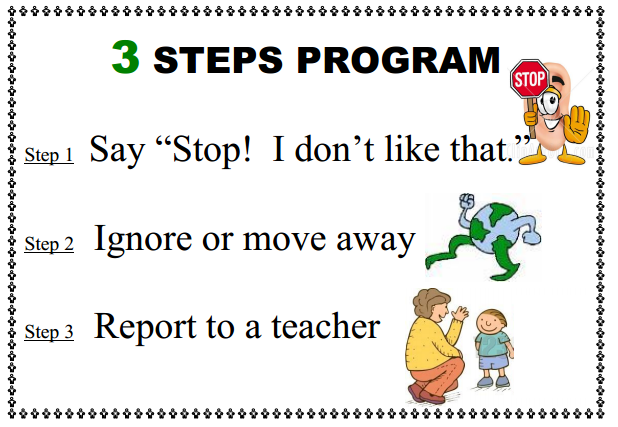 3 STEPS PROGRAM
STOP
Step 1 Say “Stop! I don’t like that.”
Step 2 Ignore or move away
Step 3 Report to a teacher